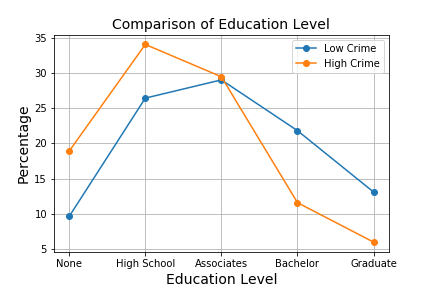 Comparison of Education Level
Low Crime
High Crime
35
30
25
20
15
10
5
Percentage
None
High School
Associates
Bachelor
Graduate
Education Level